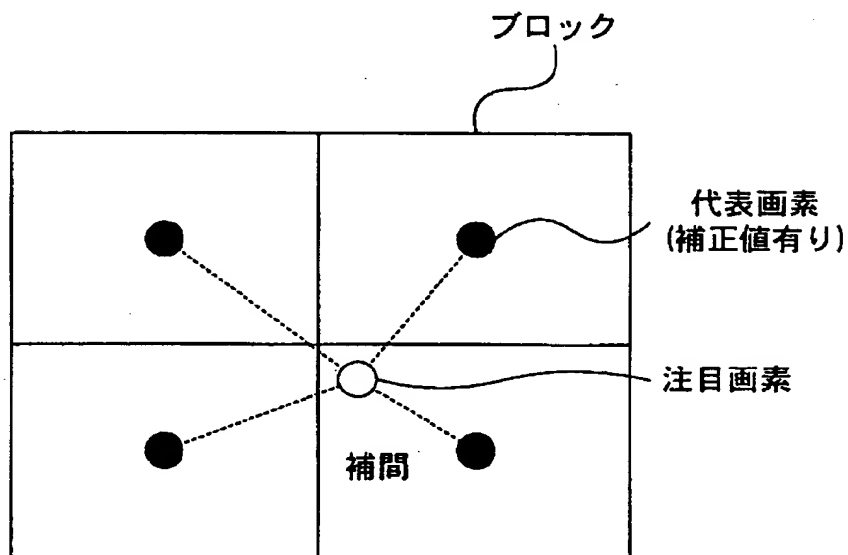 ブロック
代表画素
(補正値有り)
注目画素
補間